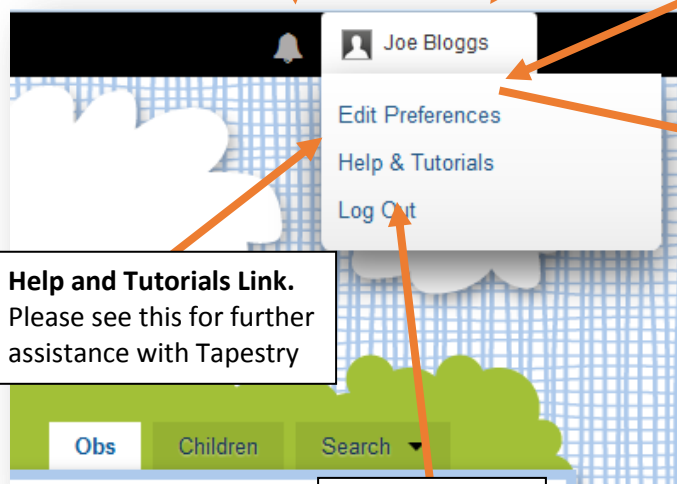 Joe Bloggs
Edit Preferences
Help & Tutorials
Log Out
Help and Tutorials Link.
Please see this for further
assistance with Tapestry
Obs Children Search